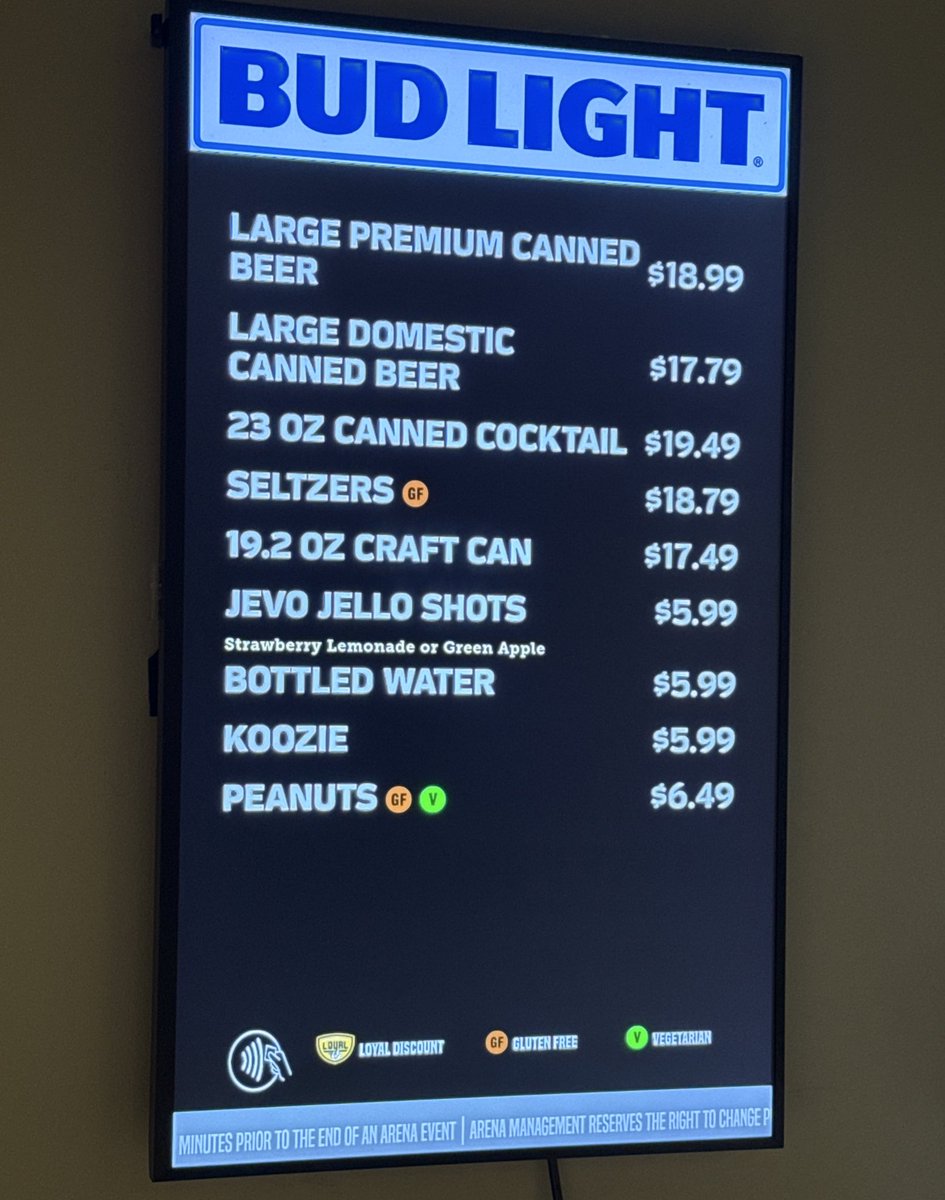 BUD LIGHT®
LARGE PREMIUM CANNED
BEER $18.99
LARGE DOMESTIC
CANNED BEER $17.79
23 OZ CANNED COCKTAIL $19.49
SELTZERS GF $18.79
19.2 OZ CRAFT CAN $17.49
JEVO JELLO SHOTS $5.99
Strawberry Lemonade or Green Apple
BOTTLED WATER $5.99
KOOZIE $5.99
PEANUTS GF V $6.49
LOYAL LOYAL DISCOUNT GF GLUTEN FREE V VEGETARIAN
MINUTES PRIOR TO THE END OF AN ARENA EVENT | ARENA MANAGEMENT RESERVES THE RIGHT TO CHANGE P